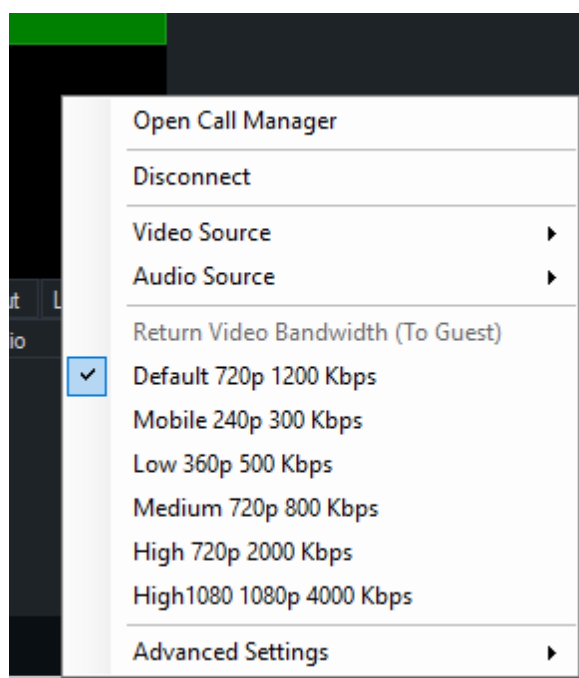 Open Call Manager
Disconnect
Video Source
Audio Source
Return Video Bandwidth (To Guest)
Default 720p 1200 Kbps
Mobile 240p 300 Kbps
Low 360p 500 Kbps
Medium 720p 800 Kbps
High 720p 2000 Kbps
High1080 1080p 4000 Kbps
Advanced Settings